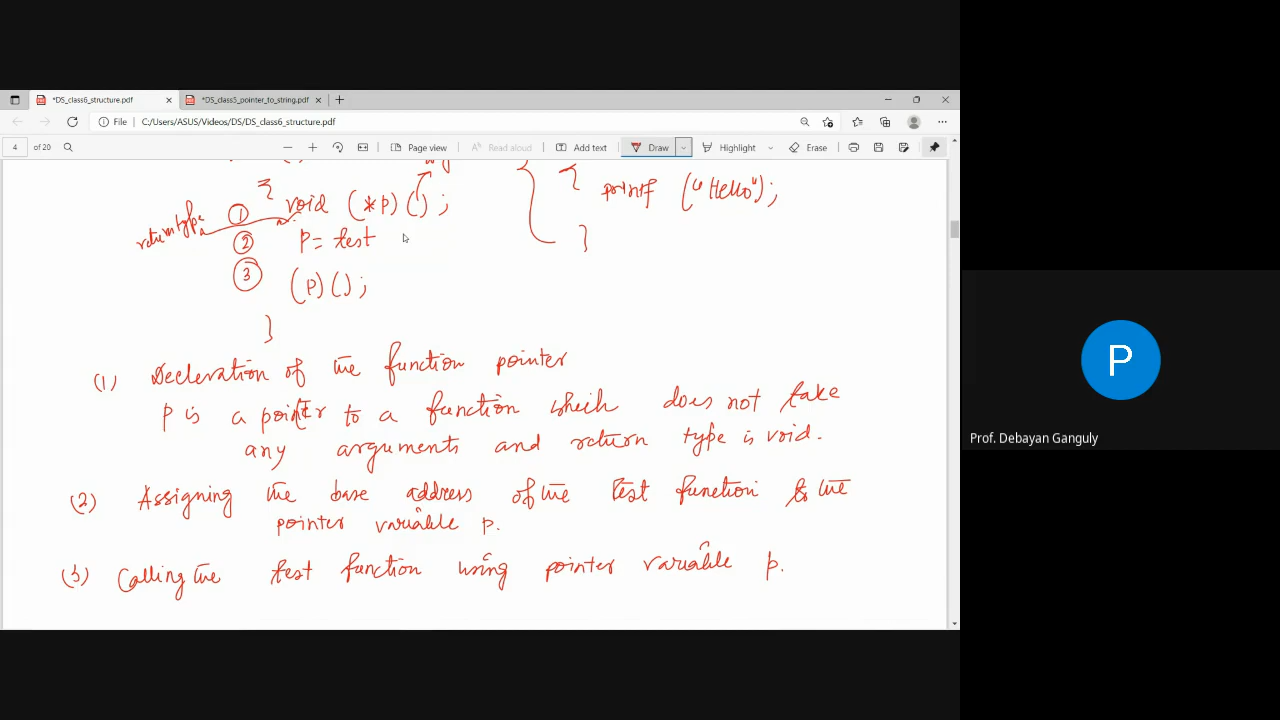 *DS_class6_structure.pdf
*DS_class5_pointer_to_string.pdf
File
C:/Users/ASUS/Videos/DS/DS_class6_structure.pdf
4 of 20
Page view
Read aloud
Add text
Draw
Highlight
Erase
{
{
printf ("Hello");
}
return type
① void (*p)();
② p = test
③ (p)();
}
(1) Decleration of the function pointer
p is a pointer to a function which does not take
any arguments and return type is void.
(2) Assigning the base address of the test function to the
pointer variable p.
(3) Calling the test function using pointer variable p.
P
Prof. Debayan Ganguly